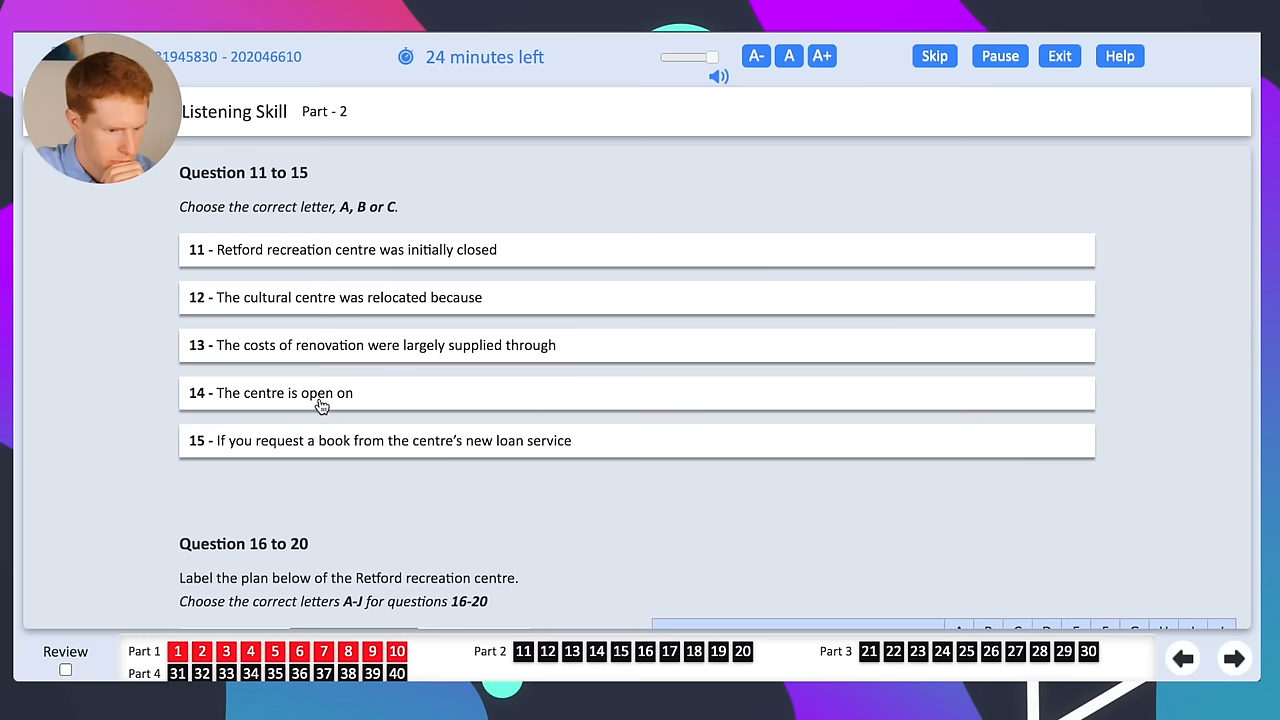 31945830 - 202046610
24 minutes left
A-
A
A+
Skip
Pause
Exit
Help
Listening Skill Part - 2
Question 11 to 15
Choose the correct letter, A, B or C.
11 - Retford recreation centre was initially closed
12 - The cultural centre was relocated because
13 - The costs of renovation were largely supplied through
14 - The centre is open on
15 - If you request a book from the centre's new loan service
Question 16 to 20
Label the plan below of the Retford recreation centre.
Choose the correct letters A-J for questions 16-20
Review
Part 1 1 2 3 4 5 6 7 8 9 10
Part 2 11 12 13 14 15 16 17 18 19 20
Part 3 21 22 23 24 25 26 27 28 29 30
Part 4 31 32 33 34 35 36 37 38 39 40